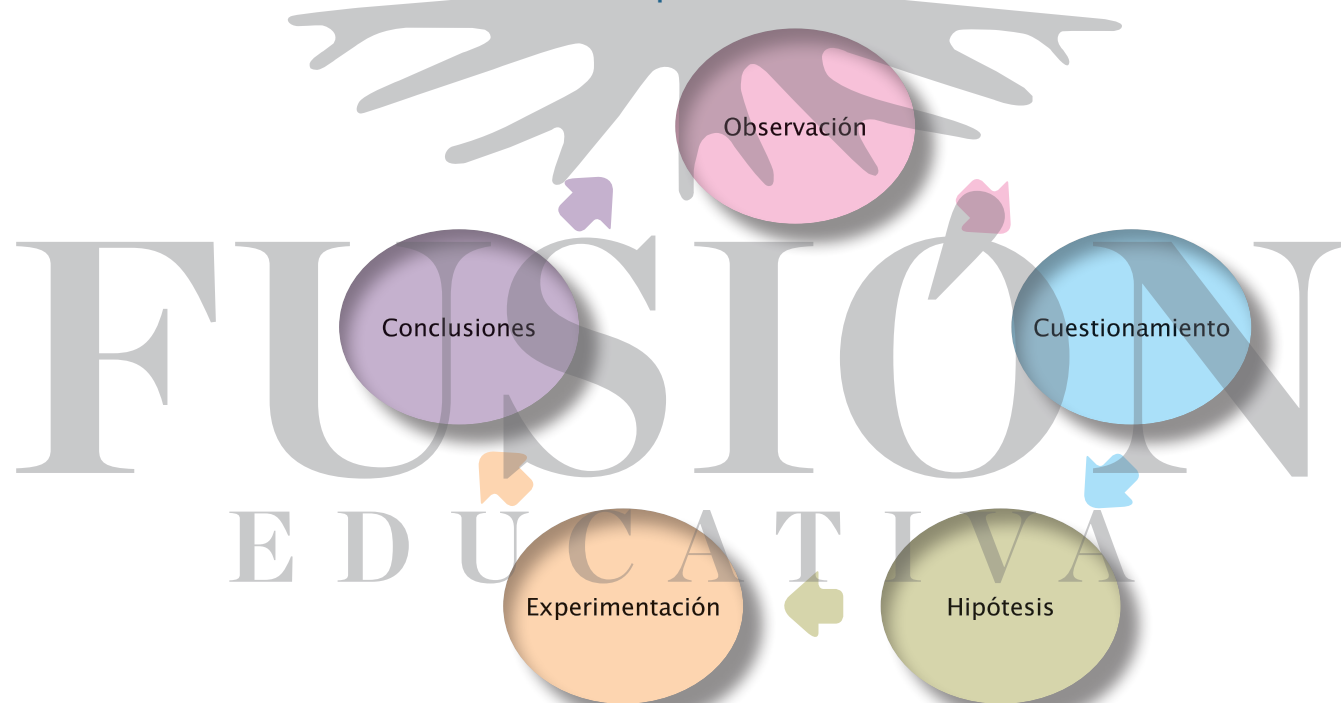 Observación
Cuestionamiento
Hipótesis
Experimentación
Conclusiones
FUSIÓN
EDUCATIVA